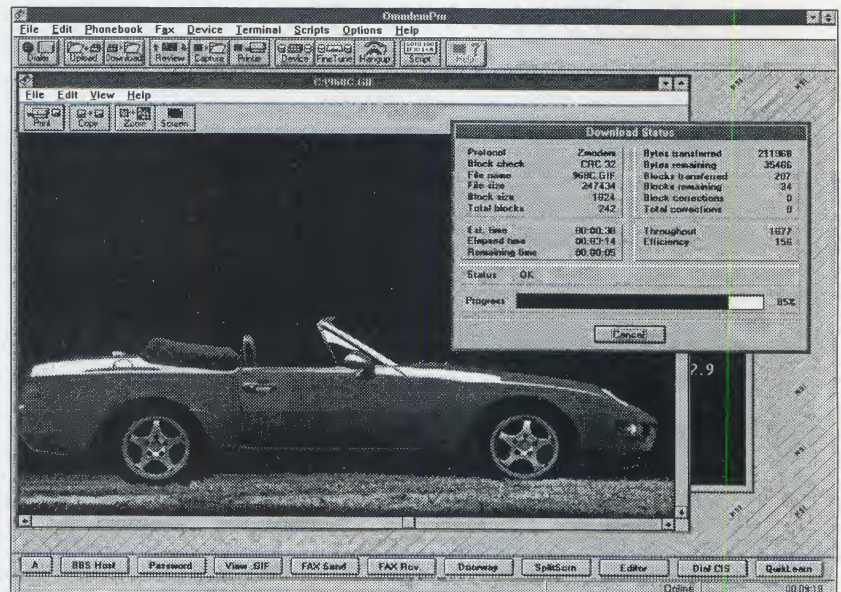 QmodemPro
File Edit Phonebook Fax Device Terminal Scripts Options Help
Dialer Upload Download Review Capture Printer Device FineTune Hangup Script Help
C:\968C.GIF
File Edit View Help
Print Copy Zoom Screen
Download Status
Protocol Zmodem
Block check CRC 32
File name 968C.GIF
File size 247434
Block size 1024
Total blocks 242
Bytes transferred 211968
Bytes remaining 35466
Blocks transferred 207
Blocks remaining 34
Block corrections 0
Total corrections 0
Est. time 00:00:38
Elapsed time 00:03:14
Remaining time 00:00:05
Throughput 1677
Efficiency 156
Status OK
Progress 85%
Cancel
2.9
A BBS Host Password View .GIF FAX Send FAX Rcv. Doorway SplitScrn Editor Dial CIS QwikLearn
Online 00:09:19